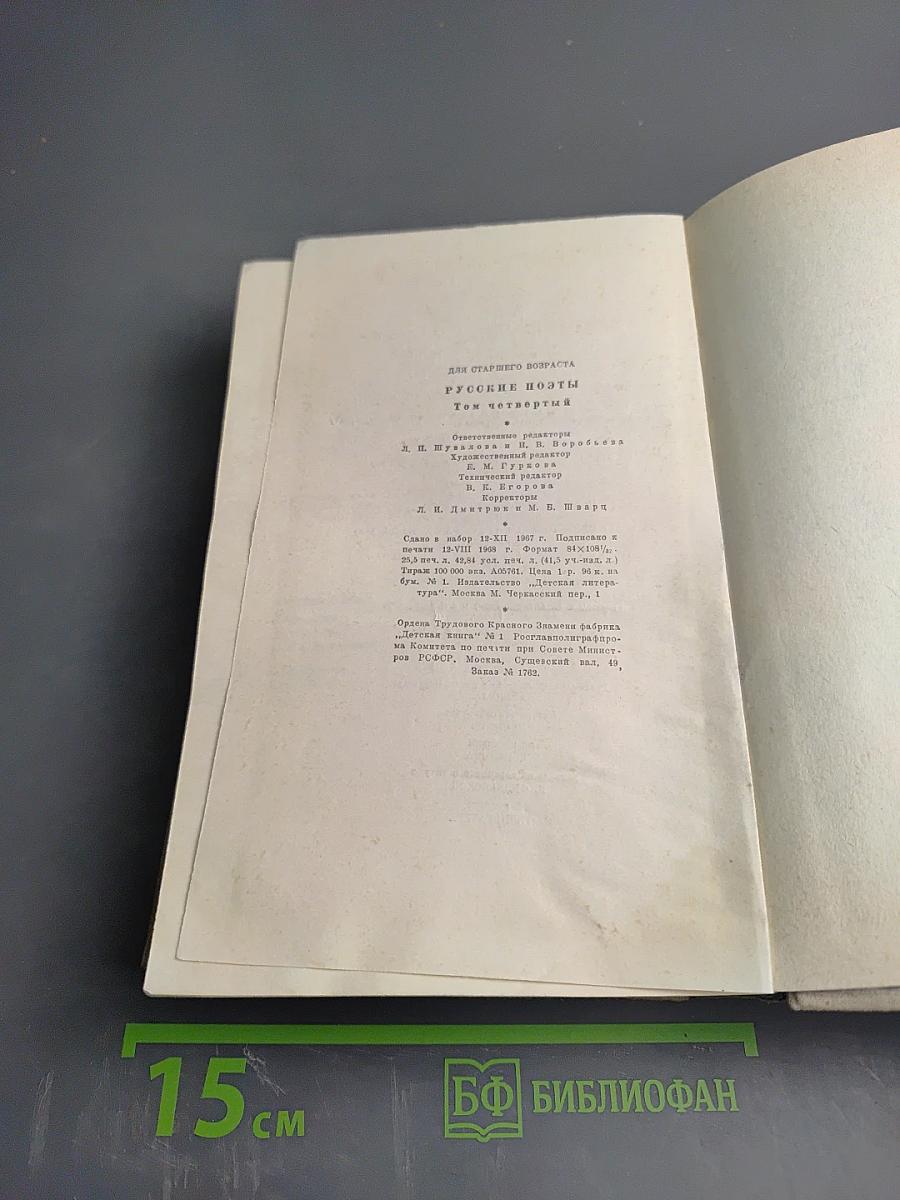 ДЛЯ СТАРШЕГО ВОЗРАСТА
РУССКИЕ ПОЭТЫ
Том четвертый
*
Ответственные редакторы
Л. П. Шувалова и Н. В. Воробьева
Художественный редактор
Е. М. Гуркова
Технический редактор
В. К. Егорова
Корректоры
Л. И. Дмитрюк и М. Б. Шварц
*
Сдано в набор 12-XII 1967 г. Подписано к
печати 12-VIII 1968 г. Формат 84×108¹/₃₂.
25,5 печ. л. 42,84 усл. печ. л. (41,5 уч.-изд. л.)
Тираж 100 000 экз. А05761. Цена 1 р. 96 к. на
бум. № 1. Издательство „Детская литера-
тура". Москва М. Черкасский пер., 1
*
Ордена Трудового Красного Знамени фабрика
„Детская книга" № 1 Росглавполиграфпро-
ма Комитета по печати при Совете Минист-
ров РСФСР. Москва, Сущевский вал, 49,
Заказ № 1762.
15 см
БФ БИБЛИОФАН